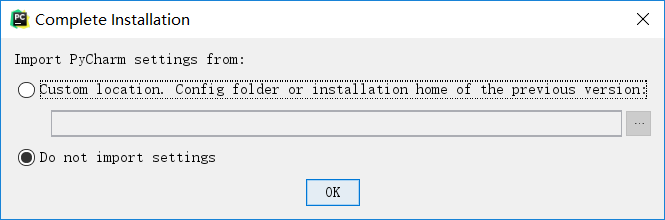 PC
Complete Installation
Import PyCharm settings from:
Custom location. Config folder or installation home of the previous version:
...
Do not import settings
OK